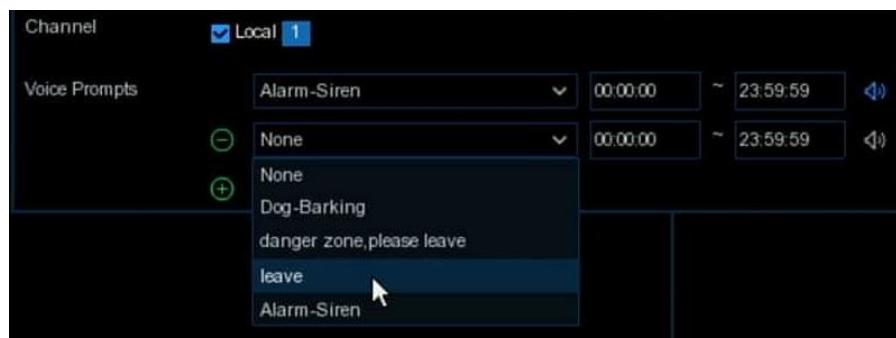 Channel Local 1
Voice Prompts Alarm-Siren 00:00:00 ~ 23:59:59
None 00:00:00 ~ 23:59:59
None
Dog-Barking
danger zone,please leave
leave
Alarm-Siren